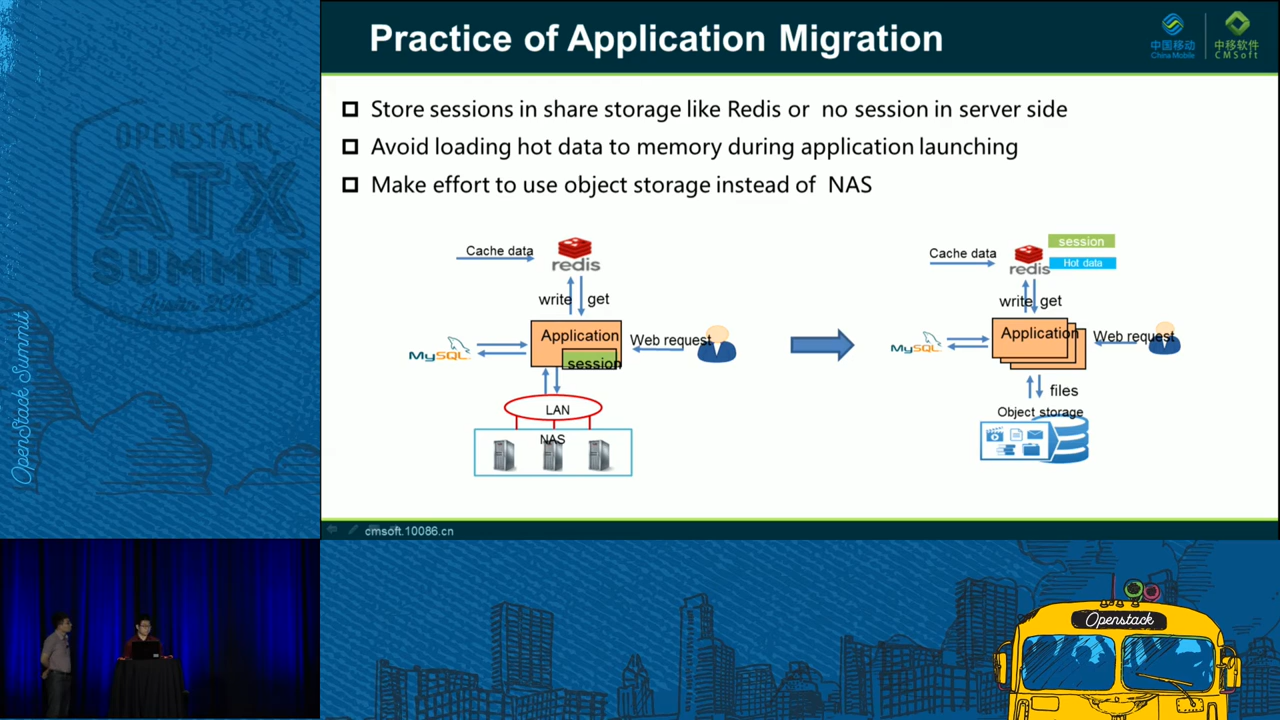 Practice of Application Migration
中国移动
China Mobile
中移软件
CMSoft
Store sessions in share storage like Redis or no session in server side
Avoid loading hot data to memory during application launching
Make effort to use object storage instead of NAS
Cache data
redis
write
get
Application
session
MySQL
Web request
LAN
NAS
Cache data
redis
session
Hot data
write
get
Application
MySQL
Web request
files
Object storage
cmsoft.10086.cn
OPENSTACK
ATX
SUMMIT
OpenStack Summit
Openstack